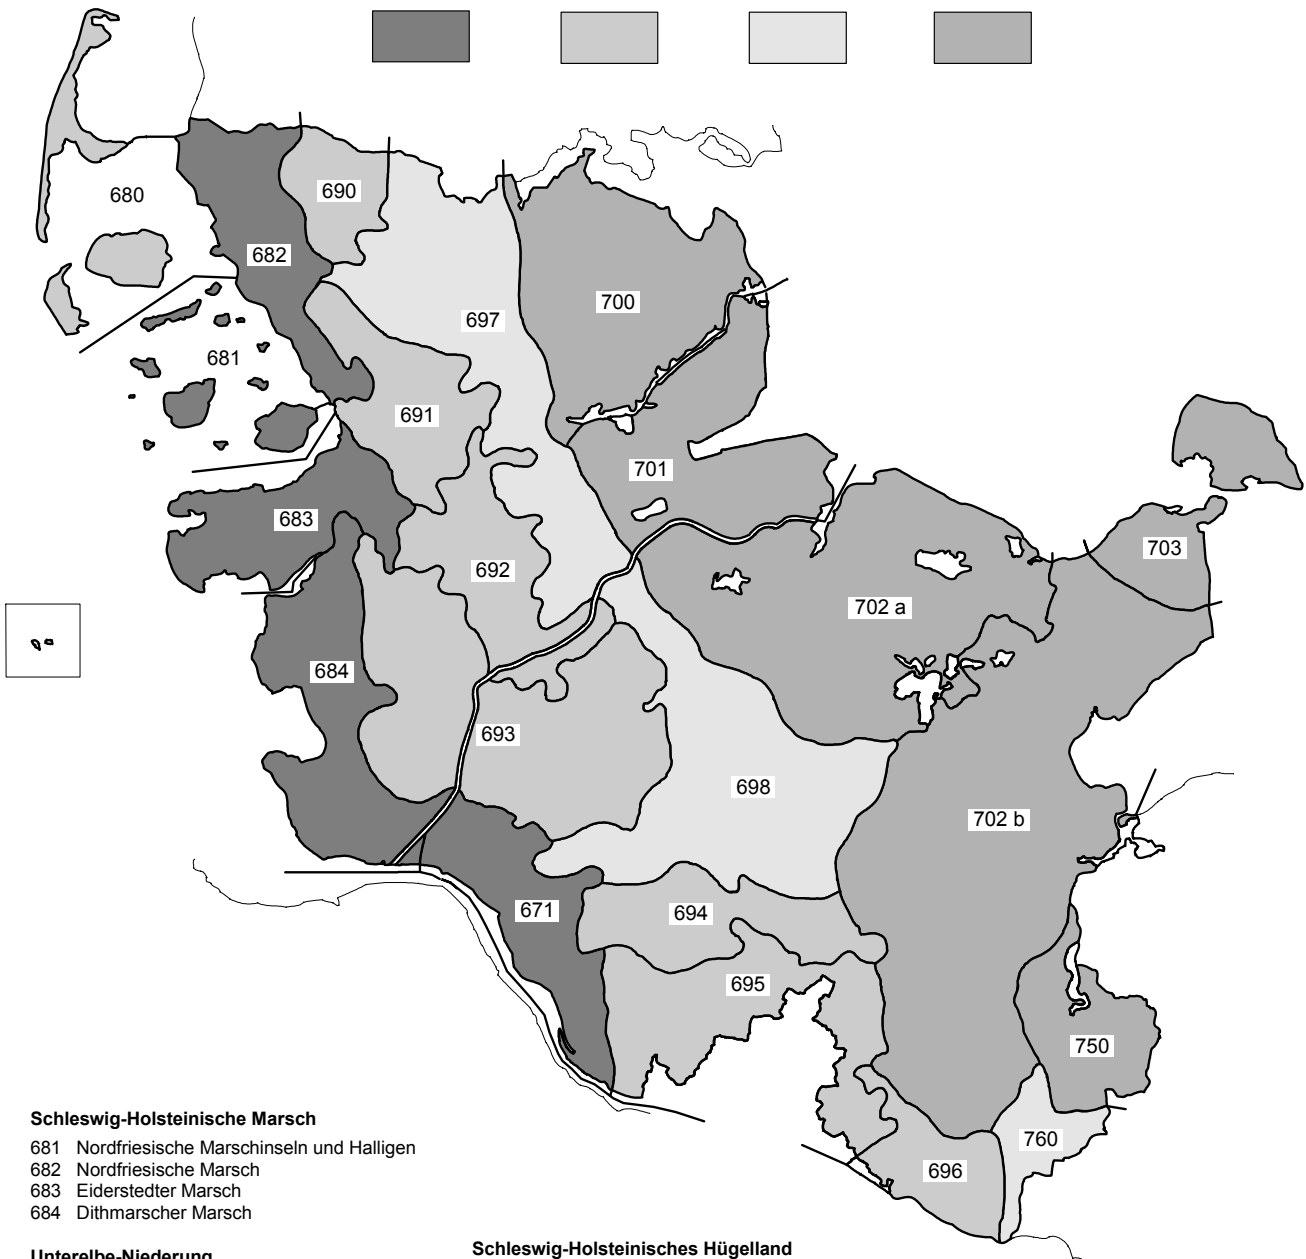 680
690
682
700
697
681
691
701
683
703
692
702 a
684
693
698
702 b
671
694
695
750
760
696
Schleswig-Holsteinische Marsch
681 Nordfriesische Marschinseln und Halligen
682 Nordfriesische Marsch
683 Eiderstedter Marsch
684 Dithmarscher Marsch
Unterelbe-Niederung
Schleswig-Holsteinisches Hügelland